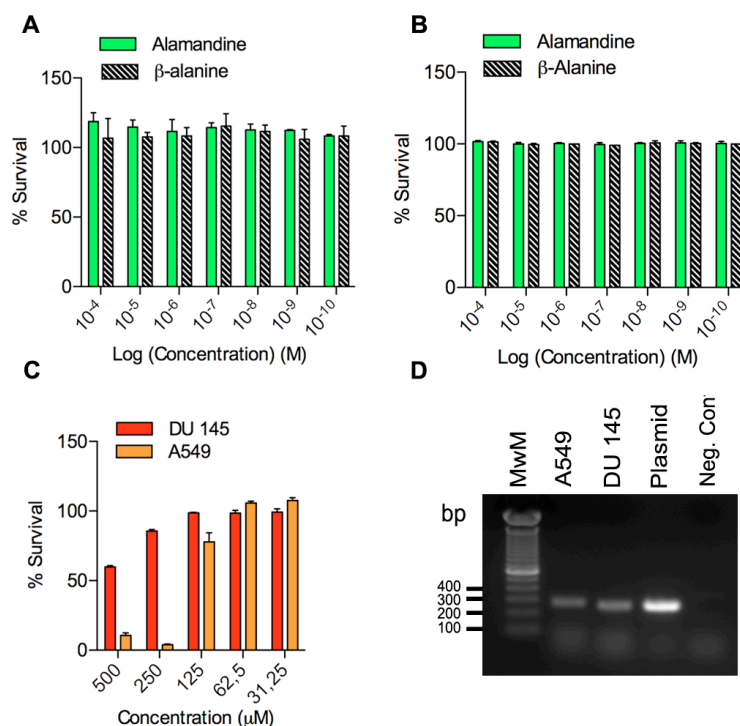 A
Alamandine
β-alanine
150
100
50
0
% Survival
10-4
10-5
10-6
10-7
10-8
10-9
10-10
Log (Concentration) (M)
B
Alamandine
β-Alanine
150
100
50
0
% Survival
10-4
10-5
10-6
10-7
10-8
10-9
10-10
Log (Concentration) (M)
C
DU 145
A549
150
100
50
0
% Survival
500
250
125
62,5
31,25
Concentration (µM)
D
MwM
A549
DU 145
Plasmid
Neg. Con
bp
400
300
200
100